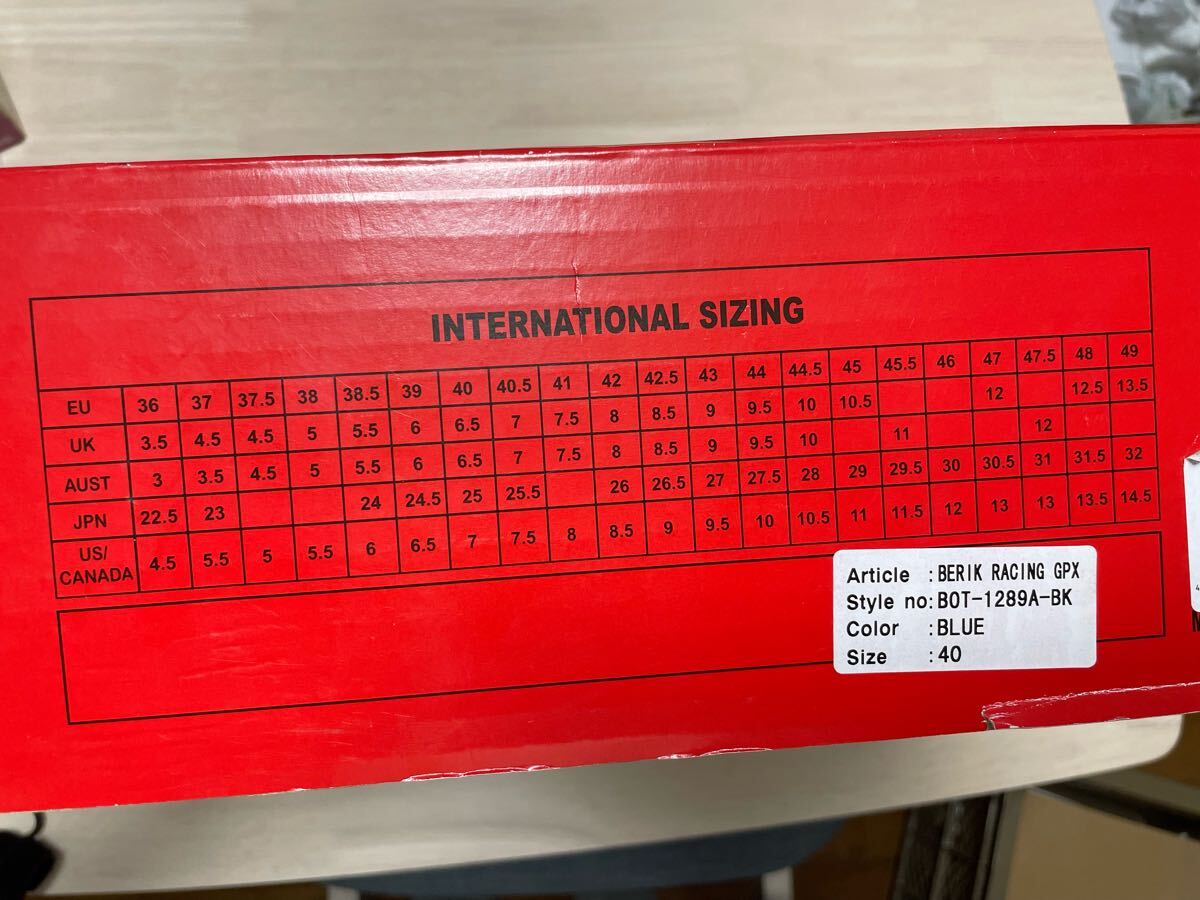 INTERNATIONAL SIZING
EU 36 37 37.5 38 38.5 39 40 40.5 41 42 42.5 43 44 44.5 45 45.5 46 47 47.5 48 49
UK 3.5 4.5 4.5 5 5.5 6 6.5 7 7.5 8 8.5 9 9.5 10 10.5 12 12.5 13.5
AUST 3 3.5 4.5 5 5.5 6 6.5 7 7.5 8 8.5 9 9.5 10 11 12
JPN 22.5 23 24 24.5 25 25.5 26 26.5 27 27.5 28 29 29.5 30 30.5 31 31.5 32
US/
CANADA 4.5 5.5 5 5.5 6 6.5 7 7.5 8 8.5 9 9.5 10 10.5 11 11.5 12 13 13 13.5 14.5
Article :BERIK RACING GPX
Style no:BOT-1289A-BK
Color :BLUE
Size :40